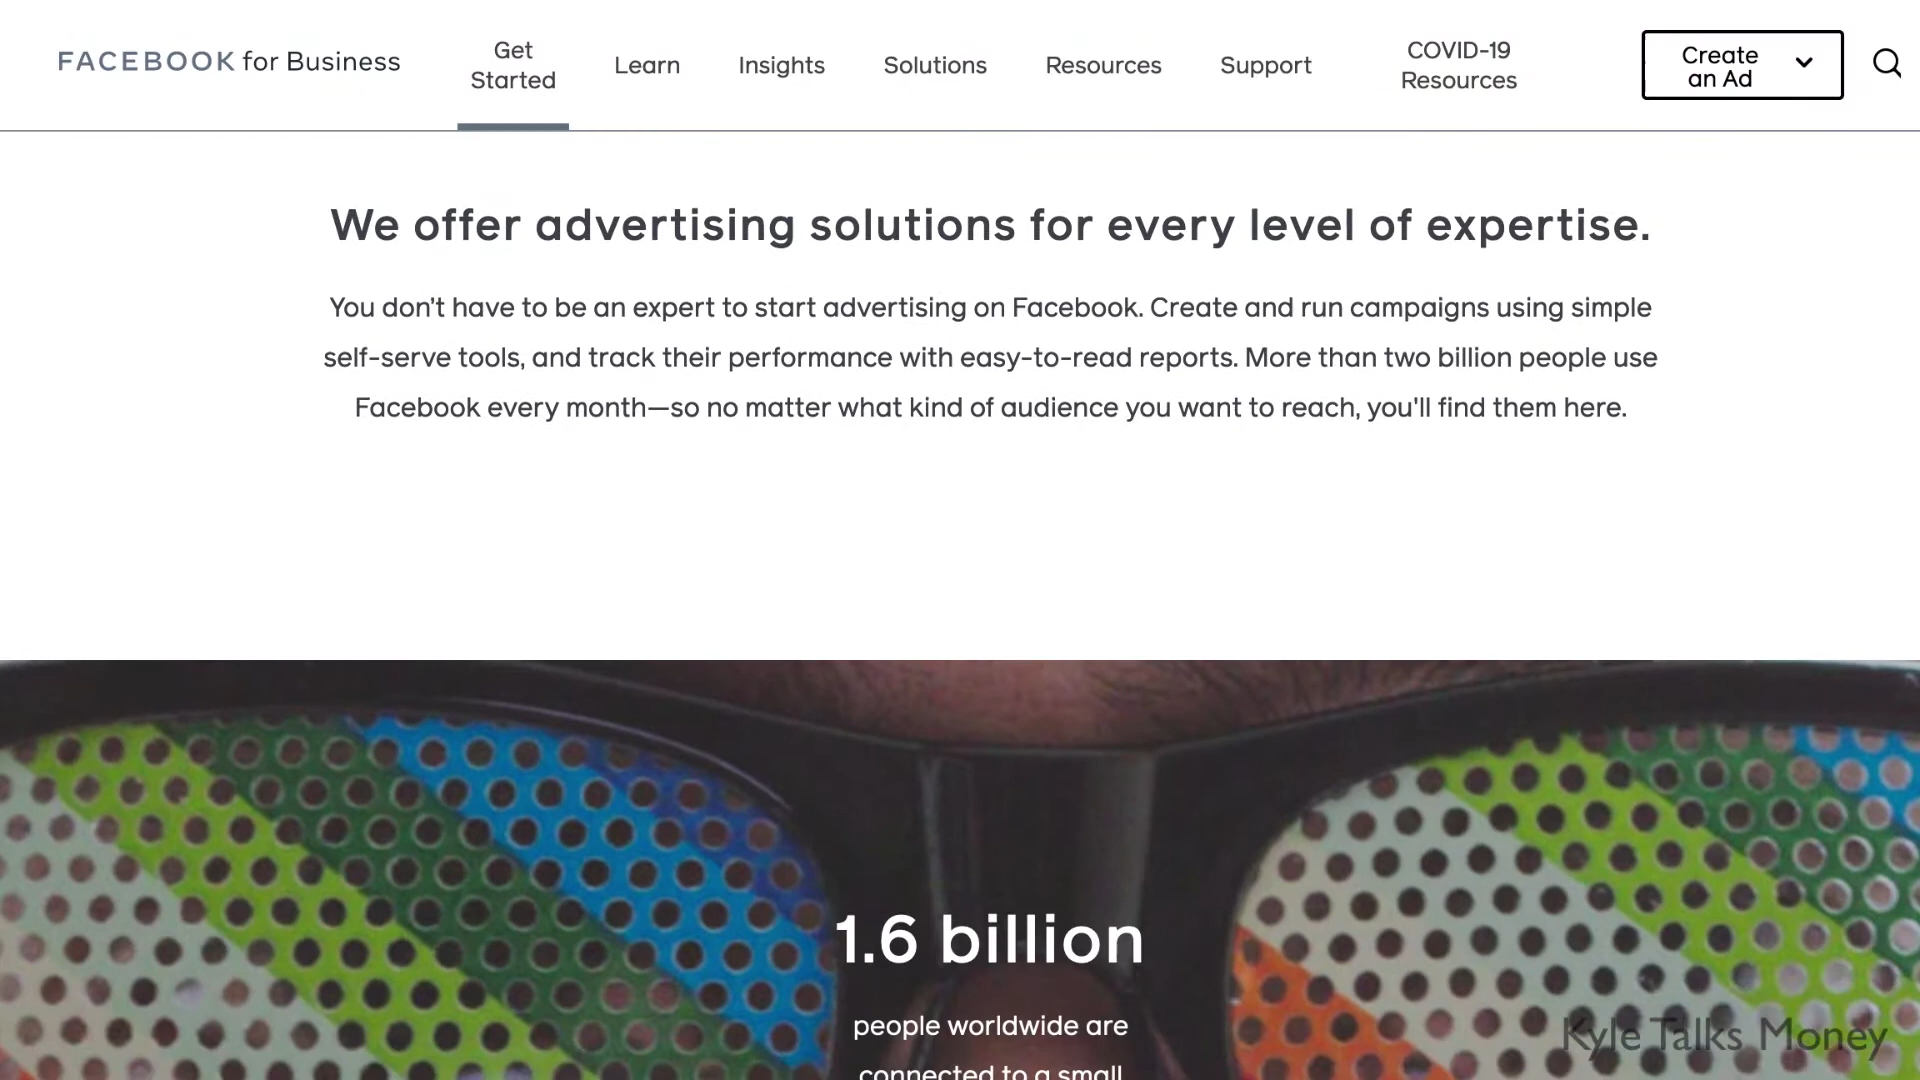 FACEBOOK for Business
Get
Started
Learn
Insights
Solutions
Resources
Support
COVID-19
Resources
Create
an Ad
We offer advertising solutions for every level of expertise.
You don't have to be an expert to start advertising on Facebook. Create and run campaigns using simple
self-serve tools, and track their performance with easy-to-read reports. More than two billion people use
Facebook every month—so no matter what kind of audience you want to reach, you'll find them here.
1.6 billion
people worldwide are
connected to a small
Kyle Talks Money